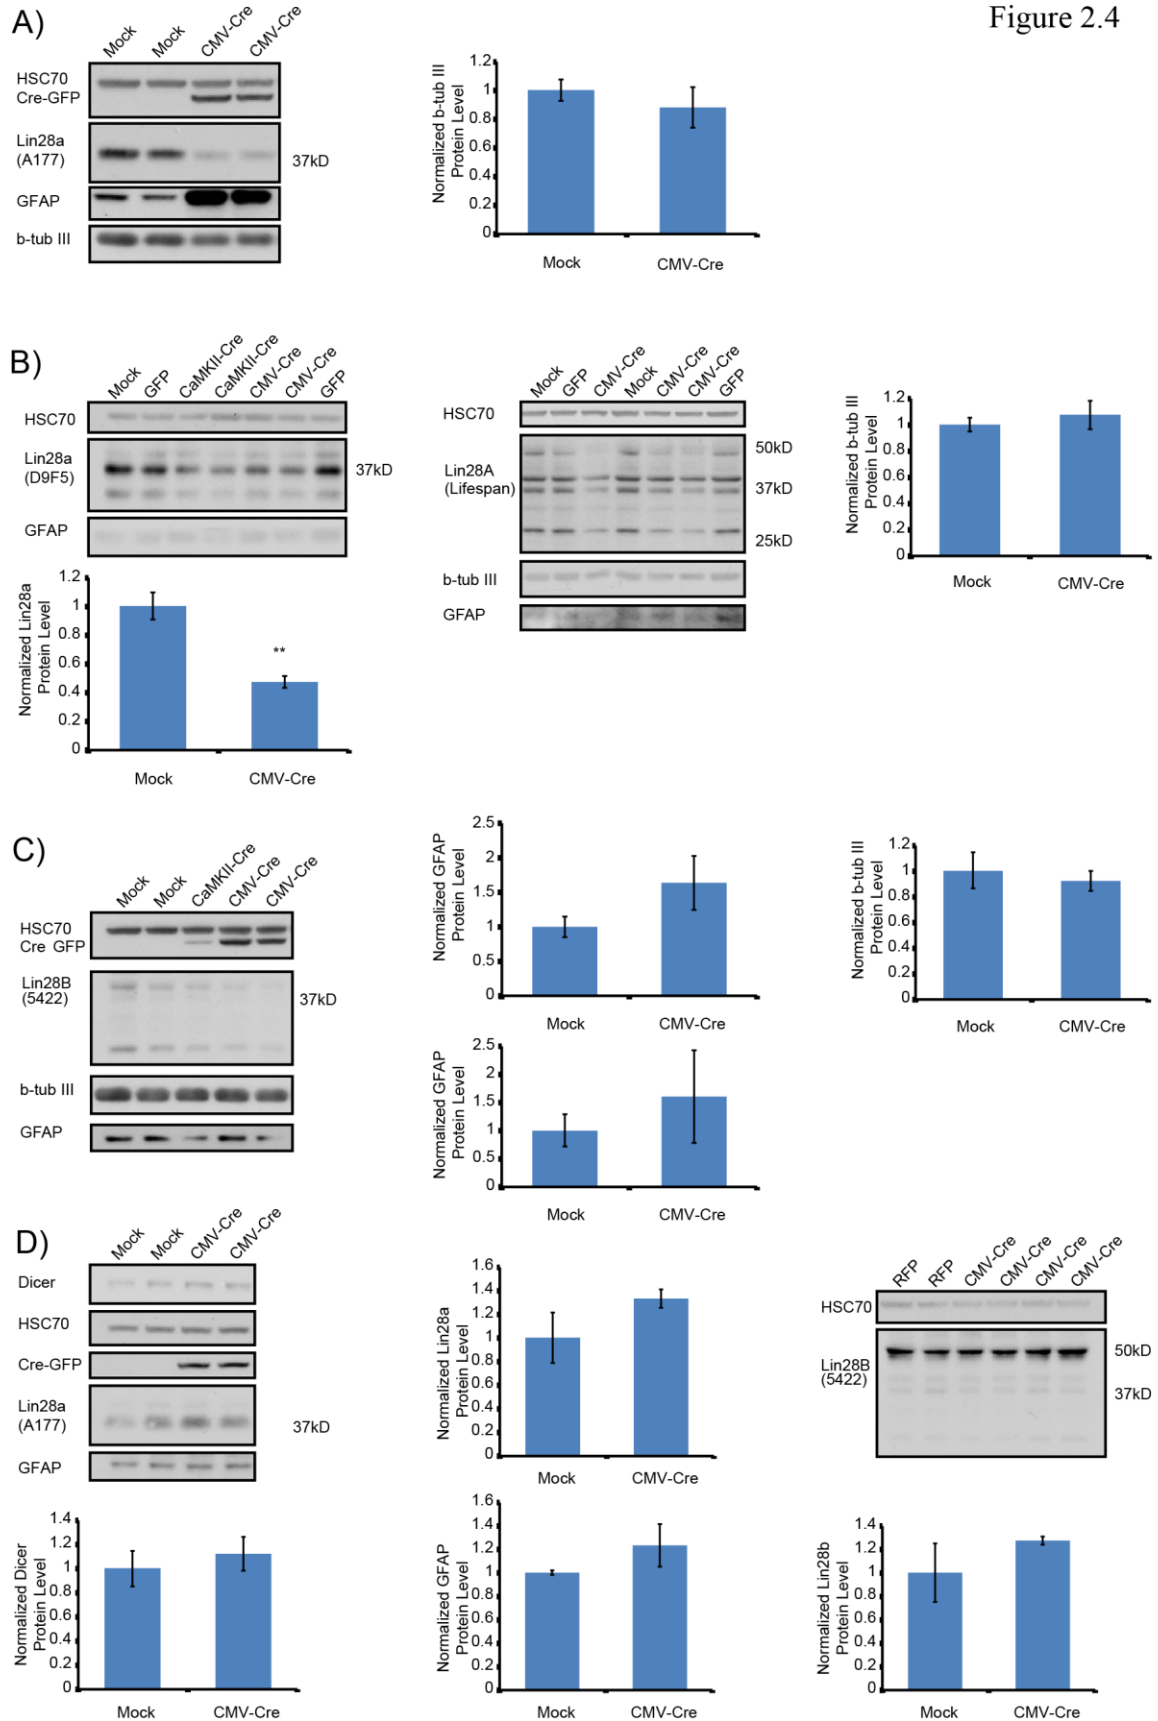 Figure 2.4
A)
Mock
Mock
CMV-Cre
CMV-Cre
HSC70
Cre-GFP
Lin28a
(A177)
37kD
GFAP
b-tub III
Normalized b-tub III
Protein Level
1.2
1
0.8
0.6
0.4
0.2
0
Mock
CMV-Cre
B)
Mock
GFP
CaMKII-Cre
CaMKII-Cre
CMV-Cre
CMV-Cre
GFP
HSC70
Lin28a
(D9F5)
37kD
GFAP
Normalized Lin28a
Protein Level
1.2
1
0.8
0.6
0.4
0.2
0
**
Mock
CMV-Cre
Mock
GFP
CMV-Cre
Mock
CMV-Cre
CMV-Cre
GFP
HSC70
Lin28A
(Lifespan)
50kD
37kD
25kD
b-tub III
GFAP
Normalized b-tub III
Protein Level
1.2
1
0.8
0.6
0.4
0.2
0
Mock
CMV-Cre
C)
Mock
Mock
CaMKII-Cre
CMV-Cre
CMV-Cre
HSC70
Cre GFP
Lin28B
(5422)
37kD
b-tub III
GFAP
Normalized GFAP
Protein Level
2.5
2
1.5
1
0.5
0
Mock
CMV-Cre
Normalized GFAP
Protein Level
2.5
2
1.5
1
0.5
0
Mock
CMV-Cre
Normalized b-tub III
Protein Level
1.2
1
0.8
0.6
0.4
0.2
0
Mock
CMV-Cre
D)
Mock
Mock
CMV-Cre
CMV-Cre
Dicer
HSC70
Cre-GFP
Lin28a
(A177)
37kD
GFAP
Normalized Lin28a
Protein Level
1.6
1.4
1.2
1
0.8
0.6
0.4
0.2
0
Mock
CMV-Cre
RFP
RFP
CMV-Cre
CMV-Cre
CMV-Cre
CMV-Cre
HSC70
Lin28B
(5422)
50kD
37kD
Normalized Dicer
Protein Level
1.4
1.2
1
0.8
0.6
0.4
0.2
0
Mock
CMV-Cre
Normalized GFAP
Protein Level
1.6
1.4
1.2
1
0.8
0.6
0.4
0.2
0
Mock
CMV-Cre
Normalized Lin28b
Protein Level
1.4
1.2
1
0.8
0.6
0.4
0.2
0
Mock
CMV-Cre